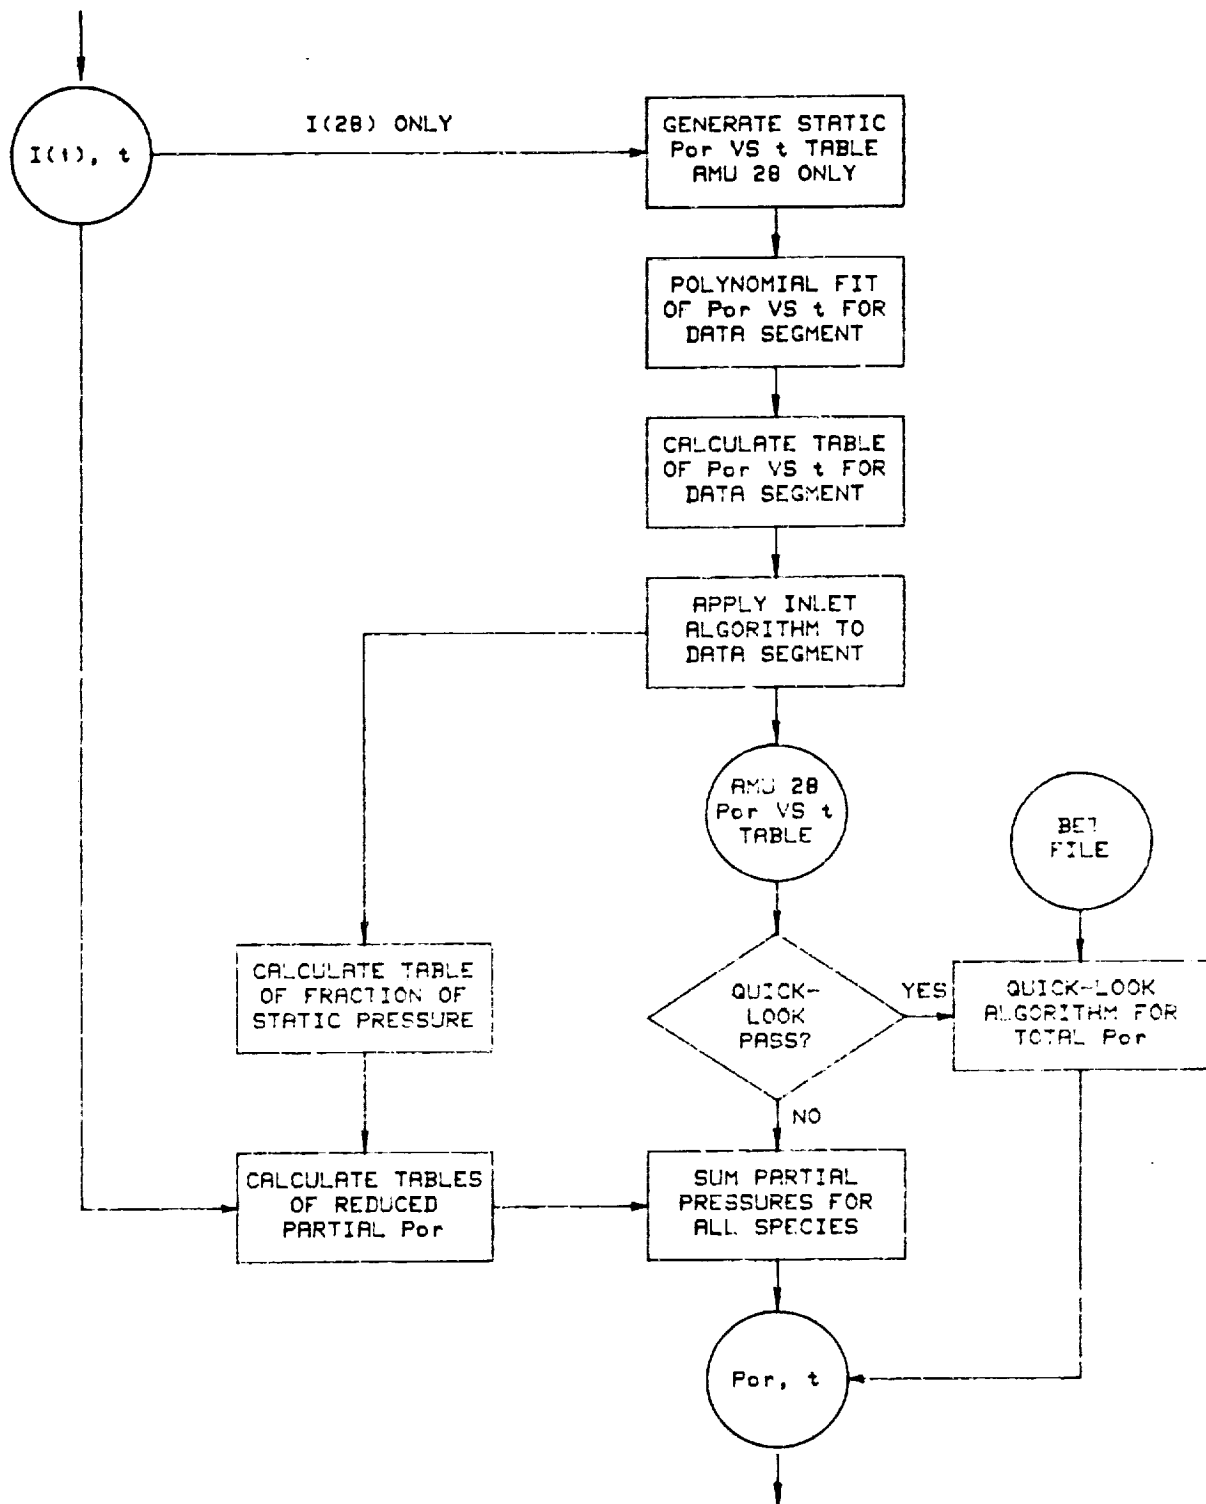 I(i), t
I(28) ONLY
GENERATE STATIC
Por VS t TABLE
AMU 28 ONLY
POLYNOMIAL FIT
OF Por VS t FOR
DATA SEGMENT
CALCULATE TABLE
OF Por VS t FOR
DATA SEGMENT
APPLY INLET
ALGORITHM TO
DATA SEGMENT
AMU 28
Por VS t
TABLE
BET
FILE
CALCULATE TABLE
OF FRACTION OF
STATIC PRESSURE
QUICK-
LOOK
PASS?
YES
QUICK-LOOK
ALGORITHM FOR
TOTAL Por
NO
CALCULATE TABLES
OF REDUCED
PARTIAL Por
SUM PARTIAL
PRESSURES FOR
ALL SPECIES
Por, t